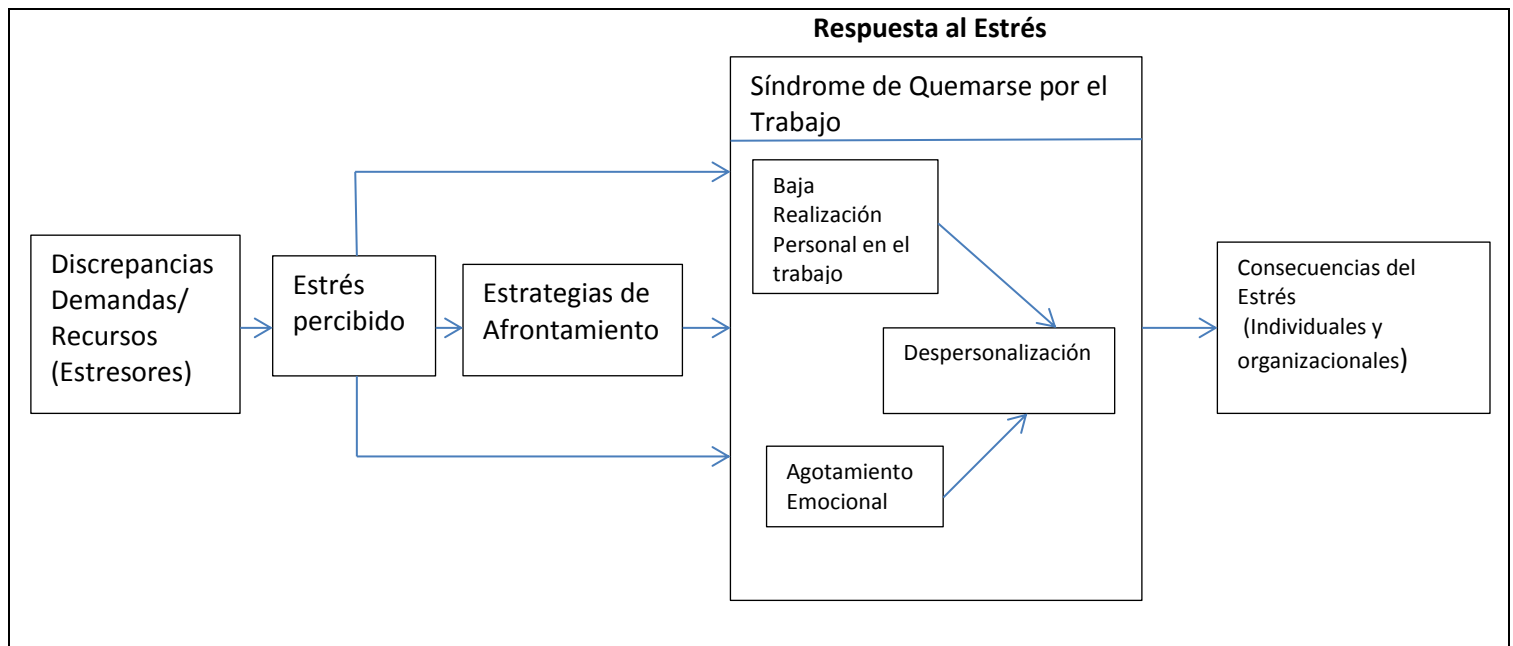 Respuesta al Estrés
Síndrome de Quemarse por el
Trabajo
Baja
Realización
Personal en el
trabajo
Discrepancias
Demandas/
Recursos
(Estresores)
Estrés
percibido
Estrategias de
Afrontamiento
Despersonalización
Agotamiento
Emocional
Consecuencias del
Estrés
(Individuales y
organizacionales)